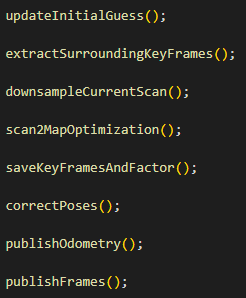 updateInitialGuess();
extractSurroundingKeyFrames();
downsampleCurrentScan();
scan2MapOptimization();
saveKeyFramesAndFactor();
correctPoses();
publishOdometry();
publishFrames();